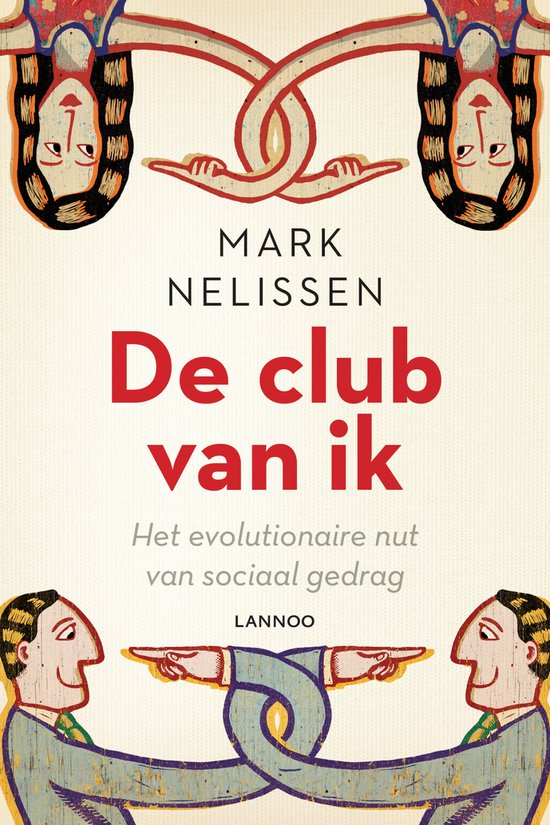 MARK
NELISSEN
De club
van ik
Het evolutionaire nut
van sociaal gedrag
LANNOO